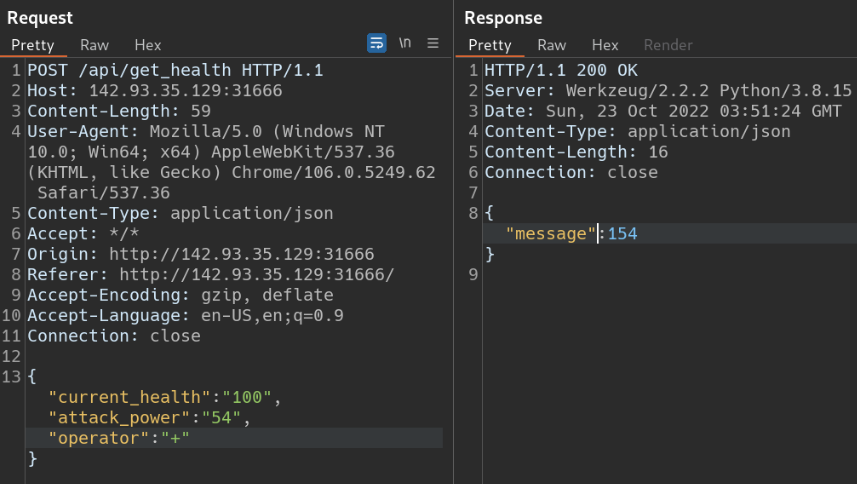 Request
Pretty Raw Hex \n
1 POST /api/get_health HTTP/1.1
2 Host: 142.93.35.129:31666
3 Content-Length: 59
4 User-Agent: Mozilla/5.0 (Windows NT
10.0; Win64; x64) AppleWebKit/537.36
(KHTML, like Gecko) Chrome/106.0.5249.62
Safari/537.36
5 Content-Type: application/json
6 Accept: */*
7 Origin: http://142.93.35.129:31666
8 Referer: http://142.93.35.129:31666/
9 Accept-Encoding: gzip, deflate
10 Accept-Language: en-US,en;q=0.9
11 Connection: close
12
13 {
"current_health":"100",
"attack_power":"54",
"operator":"+"
}
Response
Pretty Raw Hex Render
1 HTTP/1.1 200 OK
2 Server: Werkzeug/2.2.2 Python/3.8.15
3 Date: Sun, 23 Oct 2022 03:51:24 GMT
4 Content-Type: application/json
5 Content-Length: 16
6 Connection: close
7
8 {
"message":154
}
9